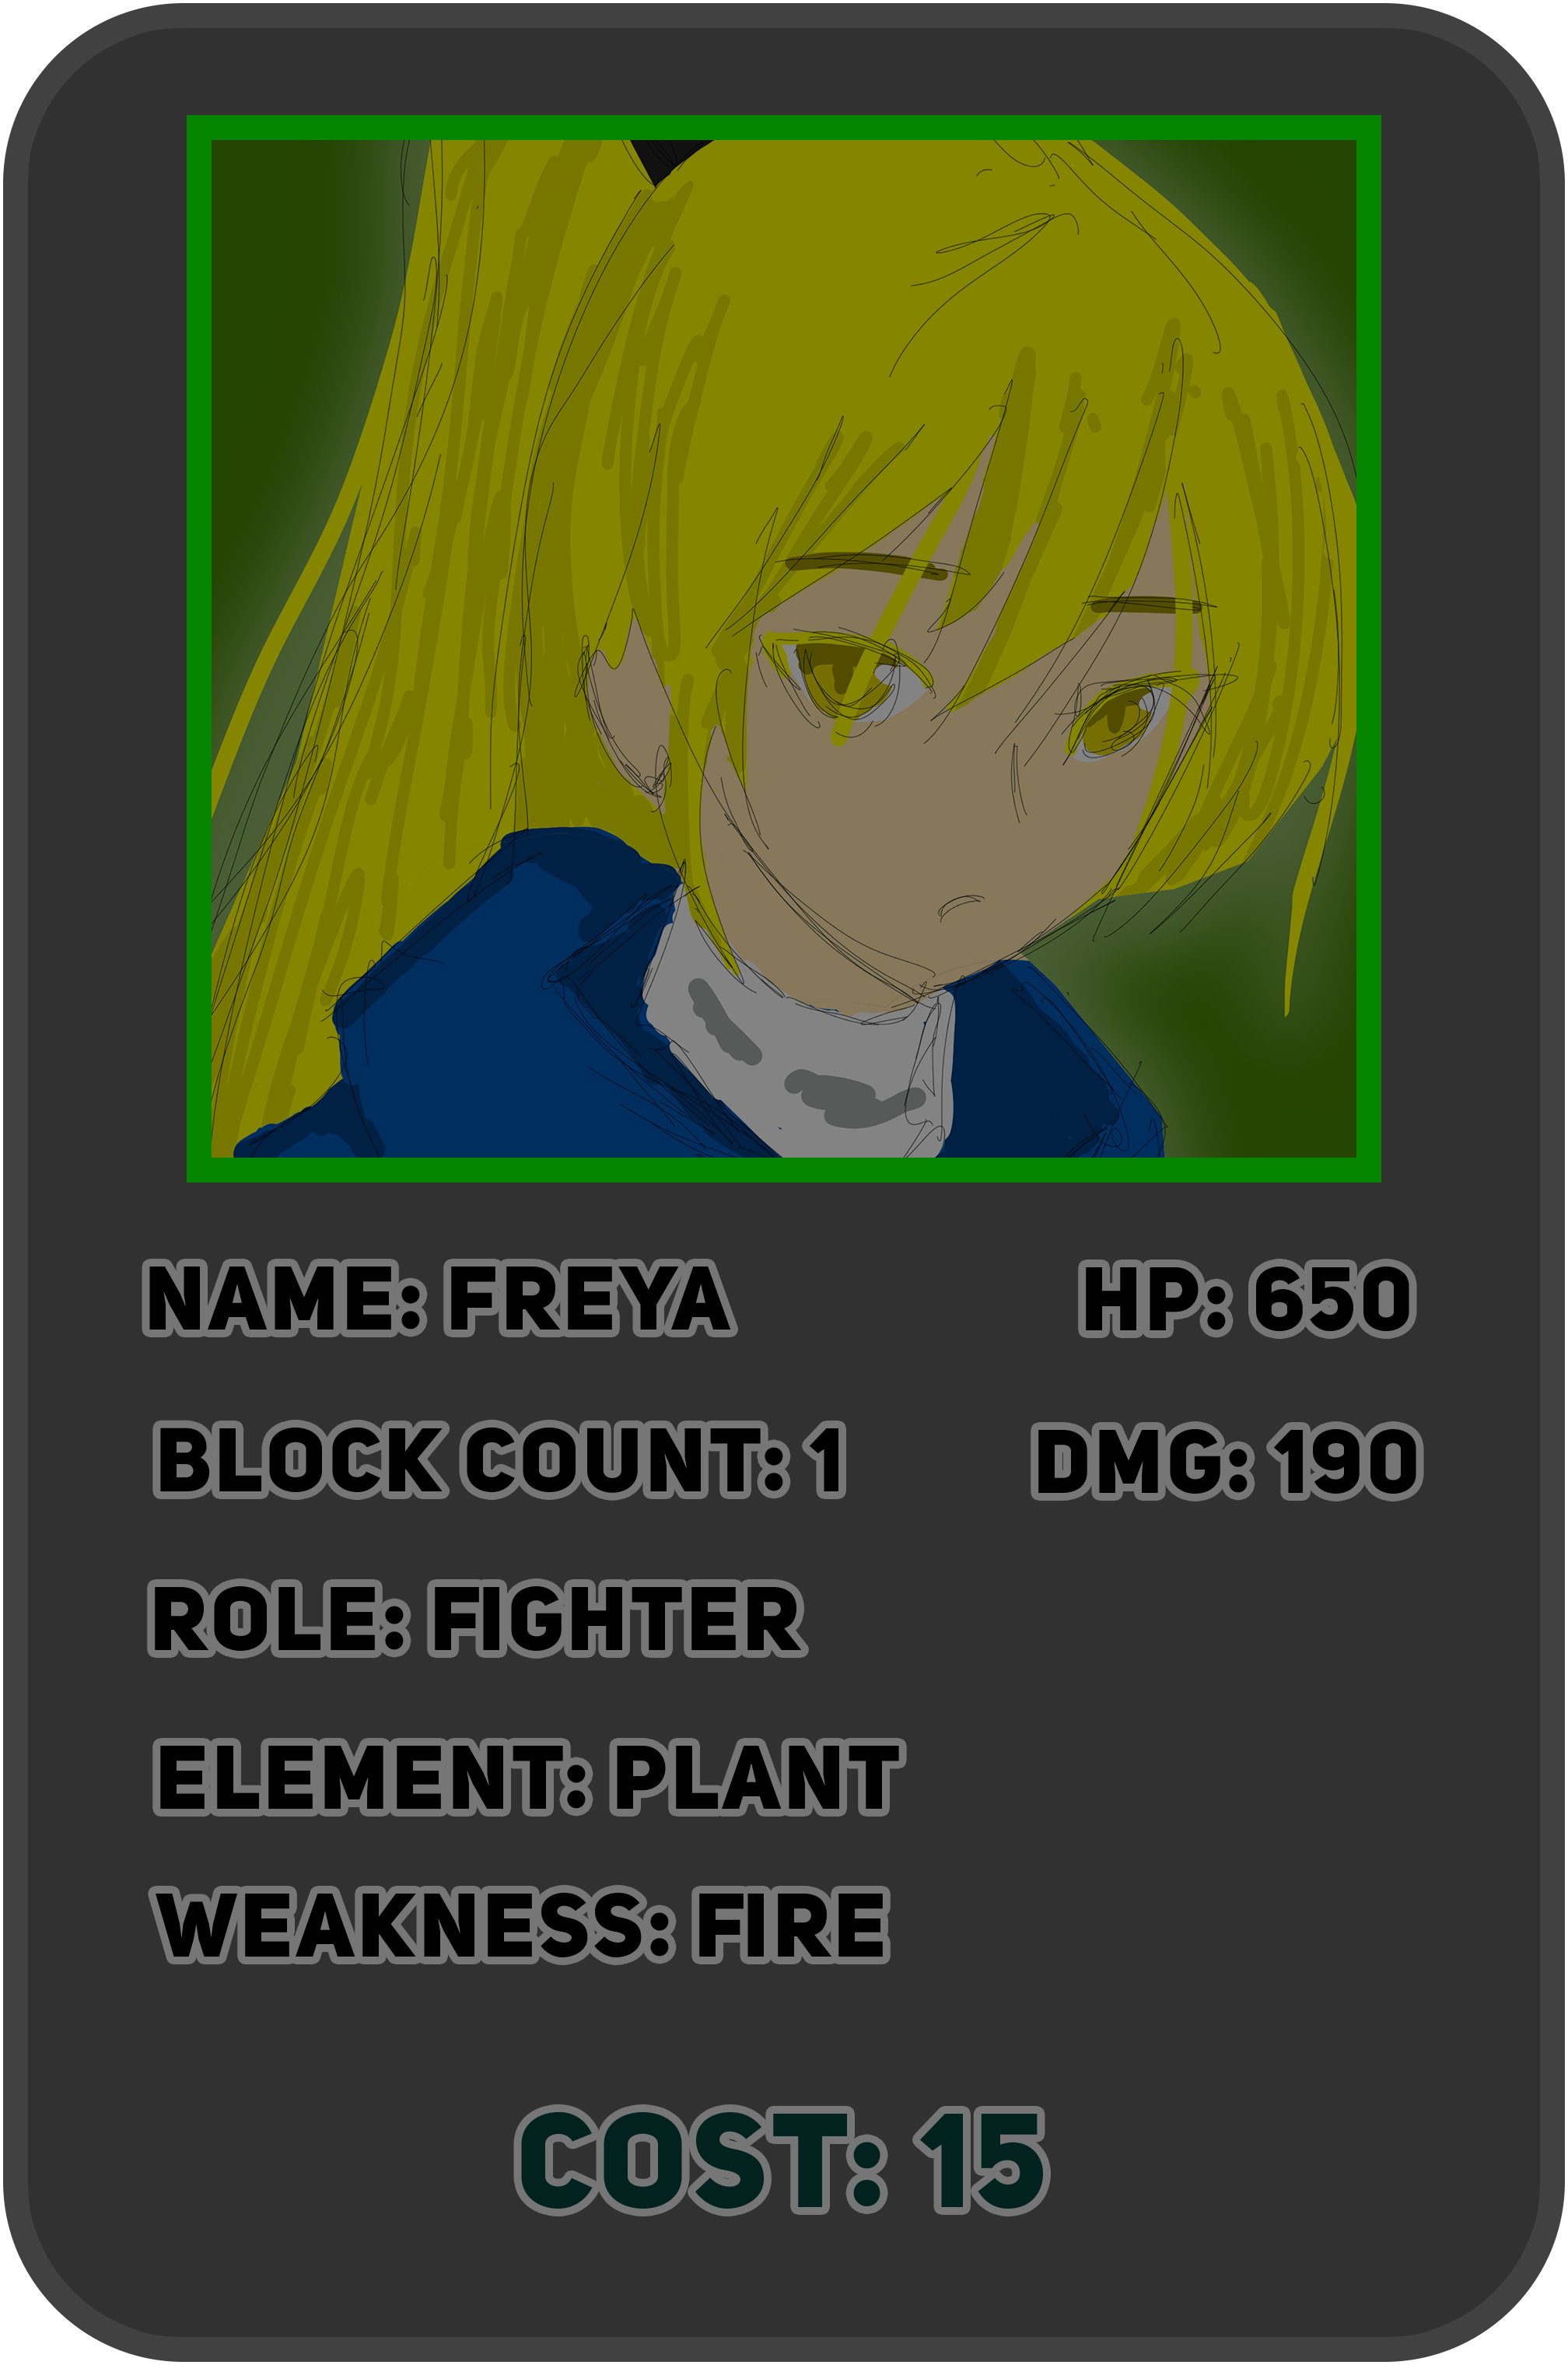 NAME: FREYA
HP: 650
BLOCK COUNT: 1
DMG: 190
ROLE: FIGHTER
ELEMENT: PLANT
WEAKNESS: FIRE
COST: 15